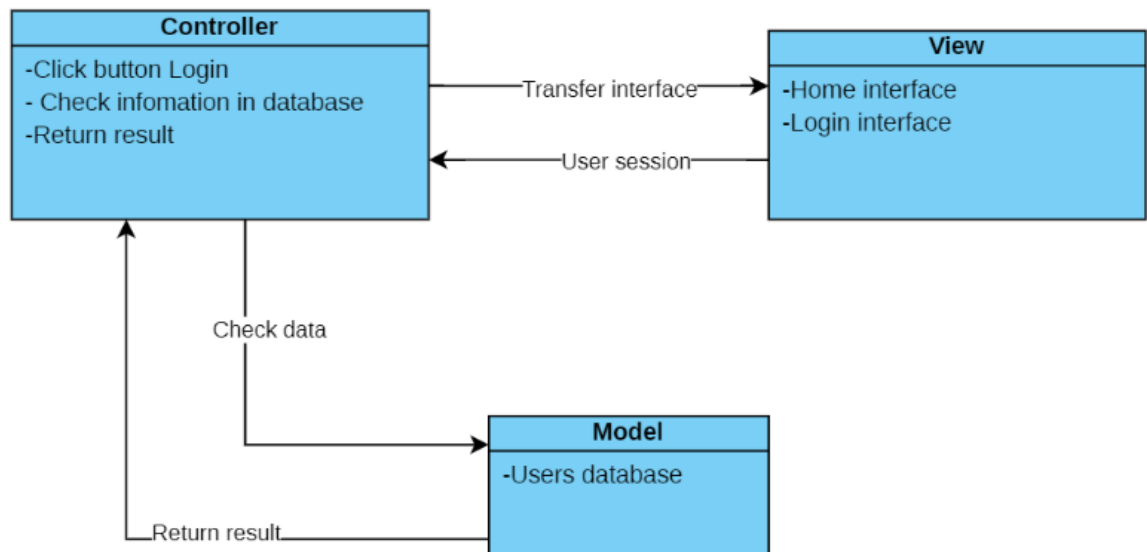 Controller
-Click button Login
- Check infomation in database
-Return result
Transfer interface
User session
View
-Home interface
-Login interface
Check data
Model
-Users database
Return result